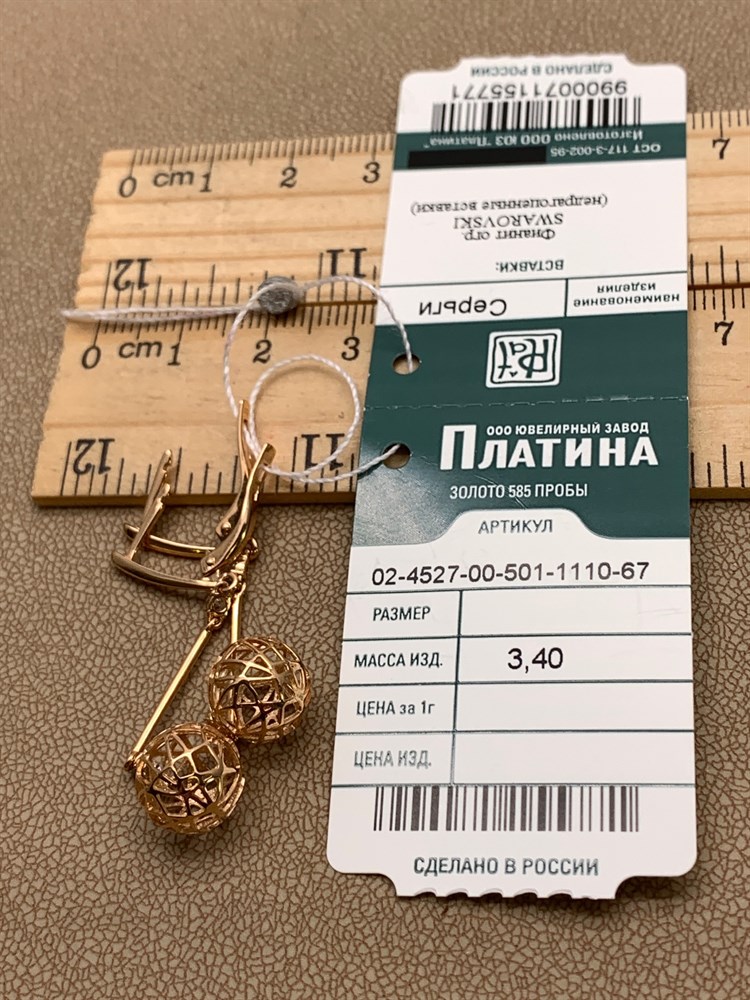 СДЕЛАНО В РОССИИ
9900071155771
Изготовлено ООО ЮЗ "Платина"
ОСТ 117-3-002-95
Фианит огр.
SWAROVSKI
(недрагоценные вставки)
ВСТАВКИ:
наименование
изделия
Серьги
Plat
ООО ЮВЕЛИРНЫЙ ЗАВОД
ПЛАТИНА
ЗОЛОТО 585 ПРОБЫ
АРТИКУЛ
02-4527-00-501-1110-67
РАЗМЕР
МАССА ИЗД. 3,40
ЦЕНА за 1г
ЦЕНА ИЗД.
СДЕЛАНО В РОССИИ
0 cm 1 2 3 7
12 11
0 cm 1 2 3 7
12 11